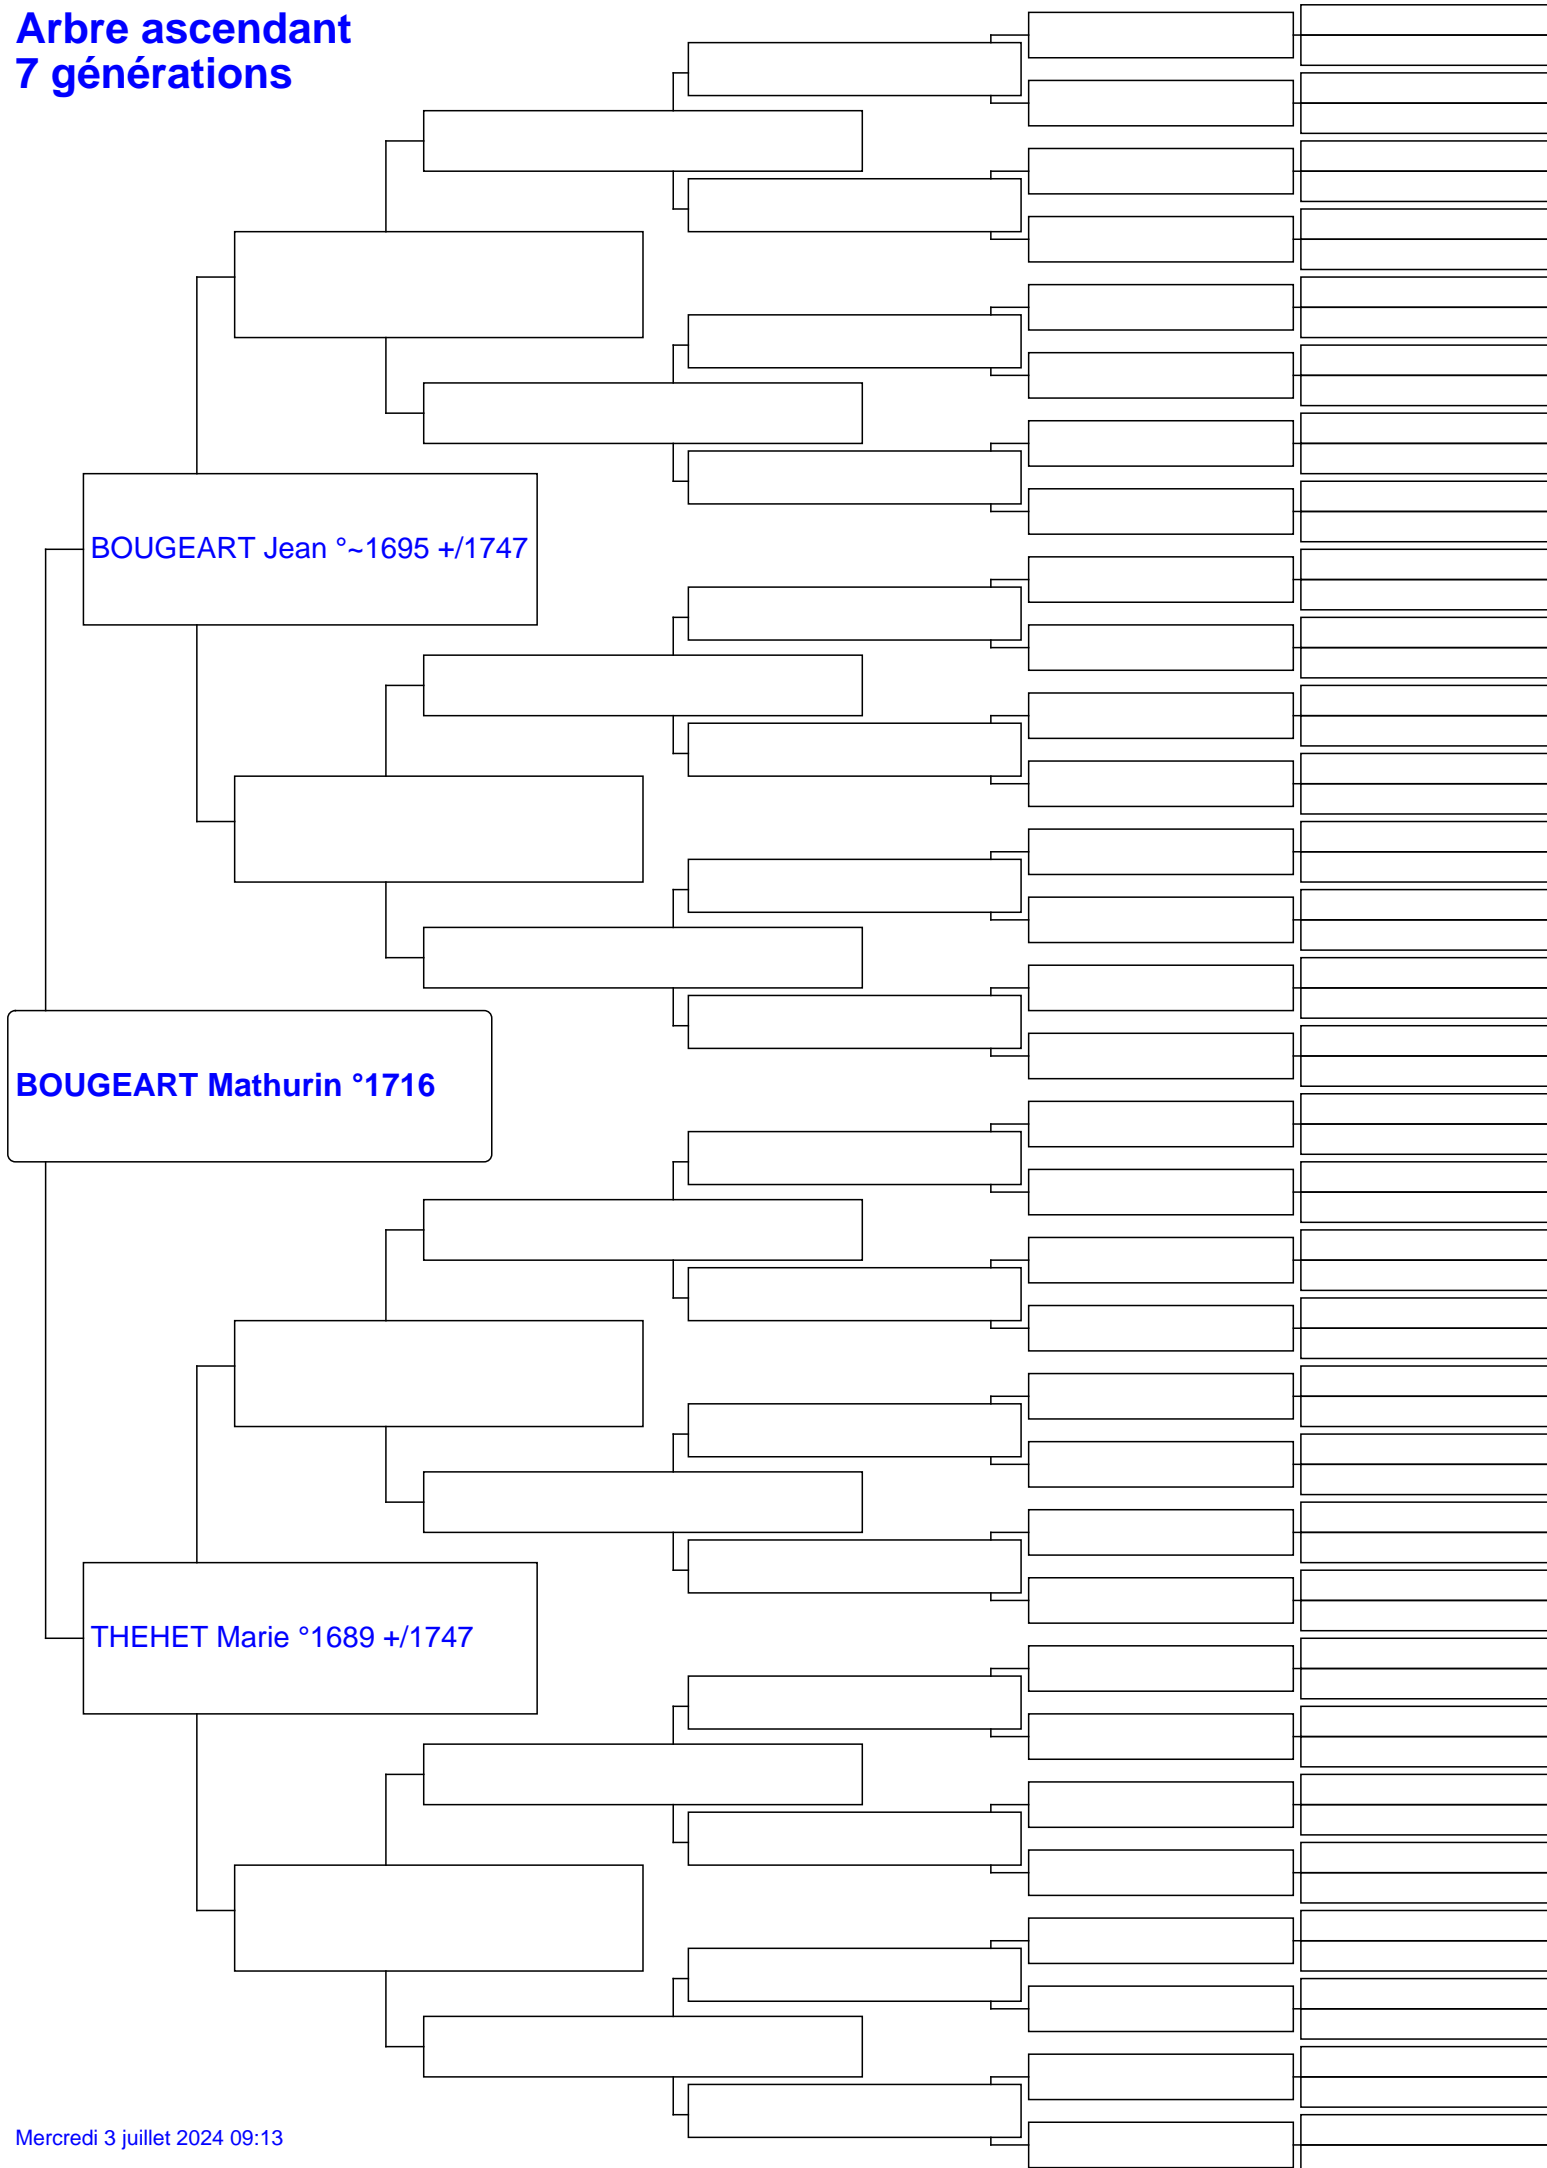 Arbre ascendant
7 générations
BOUGEART Jean °~1695 +/1747
BOUGEART Mathurin °1716
THEHET Marie °1689 +/1747
Mercredi 3 juillet 2024 09:13